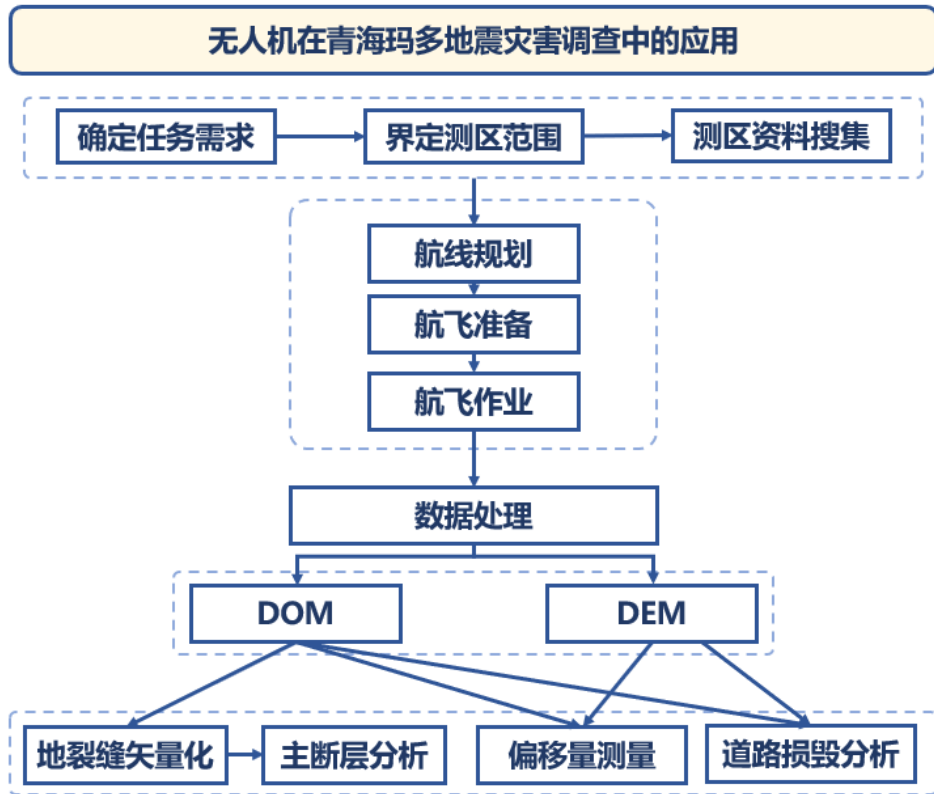 无人机在青海玛多地震灾害调查中的应用
确定任务需求
界定测区范围
测区资料搜集
航线规划
航飞准备
航飞作业
数据处理
DOM
DEM
地裂缝矢量化
主断层分析
偏移量测量
道路损毁分析